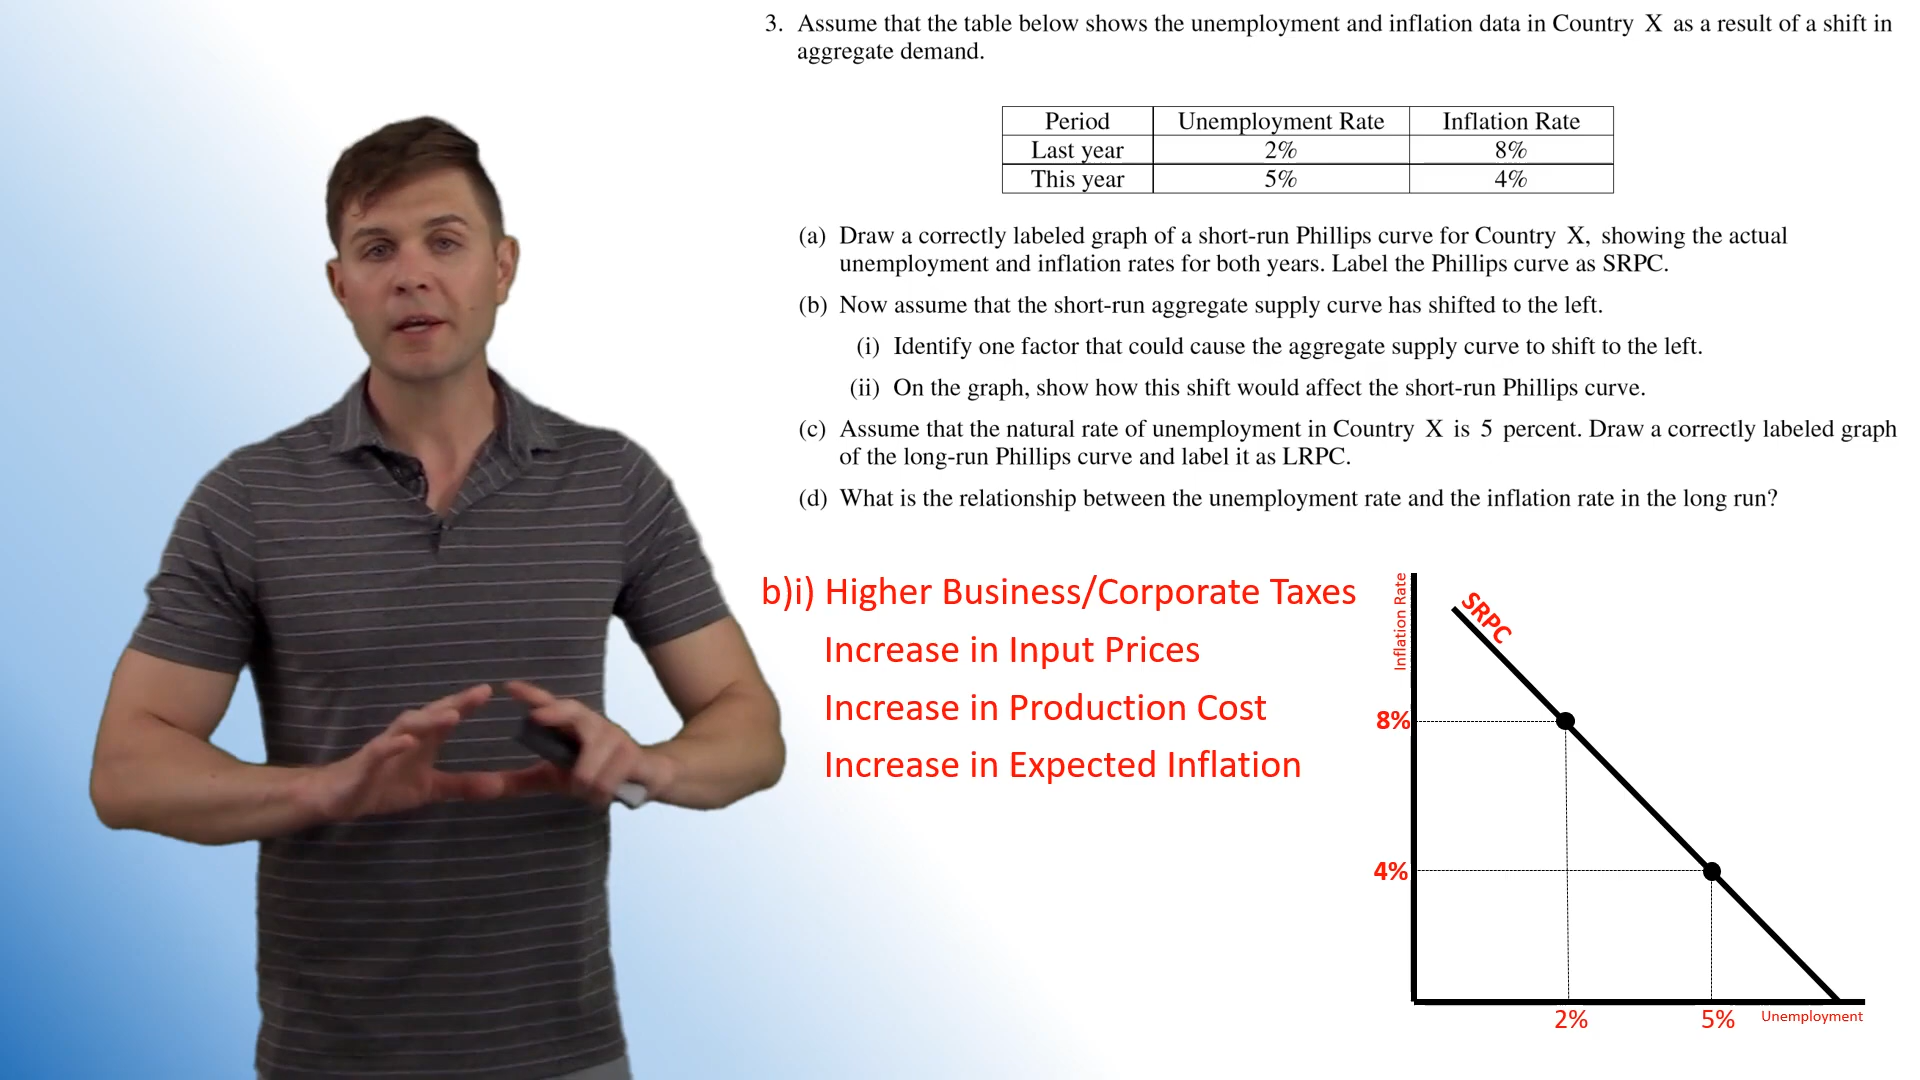 3. Assume that the table below shows the unemployment and inflation data in Country X as a result of a shift in
aggregate demand.
Period Unemployment Rate Inflation Rate
Last year 2% 8%
This year 5% 4%
(a) Draw a correctly labeled graph of a short-run Phillips curve for Country X, showing the actual
unemployment and inflation rates for both years. Label the Phillips curve as SRPC.
(b) Now assume that the short-run aggregate supply curve has shifted to the left.
(i) Identify one factor that could cause the aggregate supply curve to shift to the left.
(ii) On the graph, show how this shift would affect the short-run Phillips curve.
(c) Assume that the natural rate of unemployment in Country X is 5 percent. Draw a correctly labeled graph
of the long-run Phillips curve and label it as LRPC.
(d) What is the relationship between the unemployment rate and the inflation rate in the long run?
b)i) Higher Business/Corporate Taxes
Increase in Input Prices
Increase in Production Cost
Increase in Expected Inflation
Inflation Rate
SRPC
8%
4%
2%
5%
Unemployment